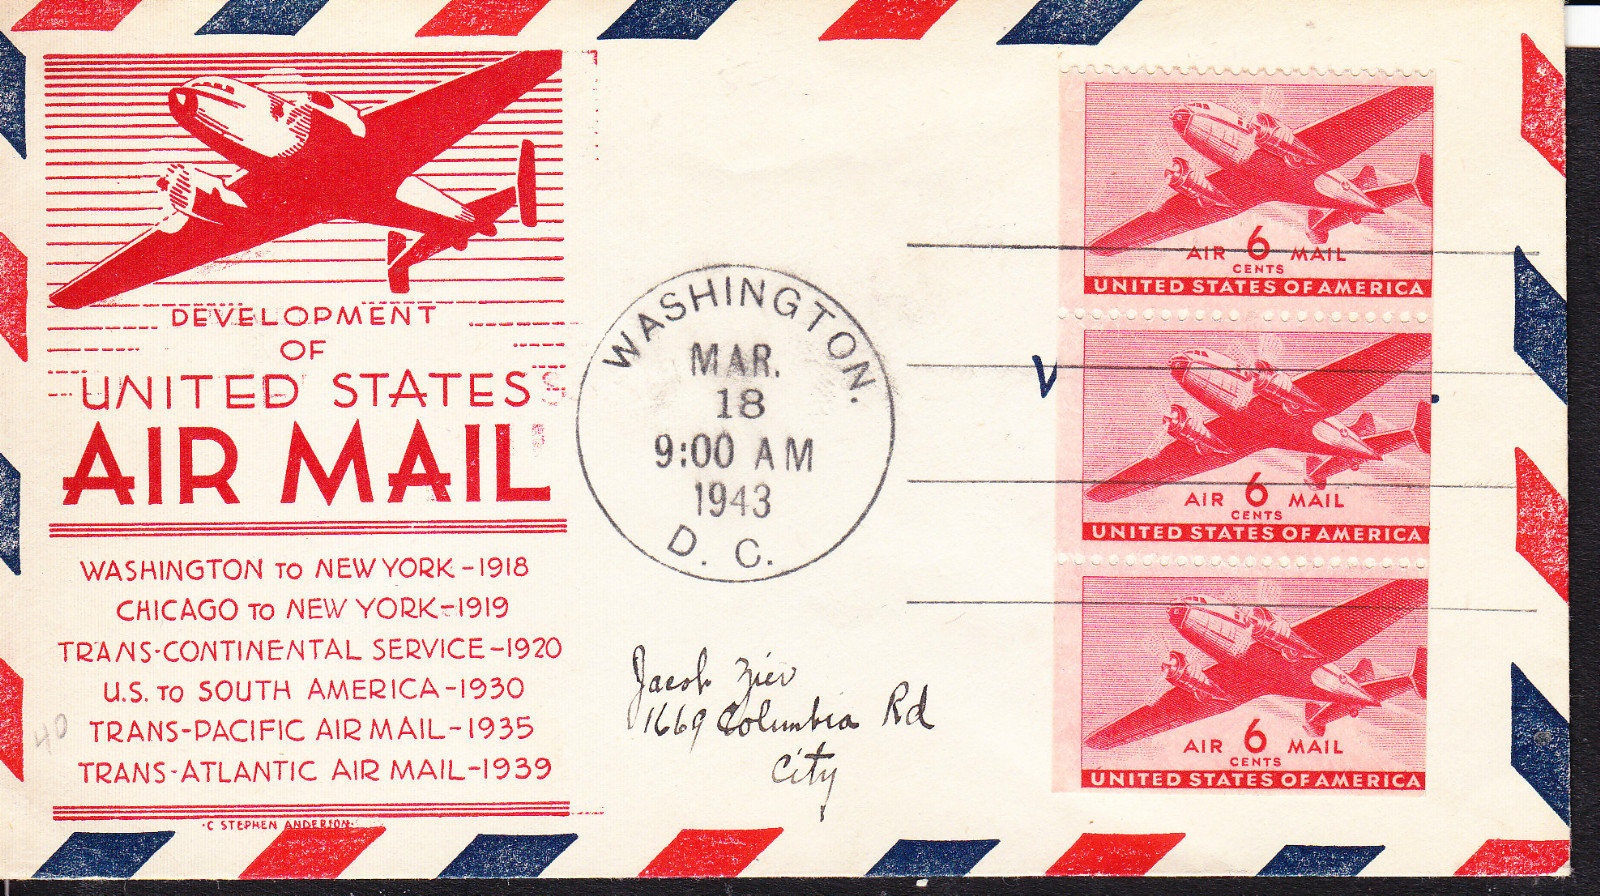 DEVELOPMENT
OF
UNITED STATES
AIR MAIL
WASHINGTON TO NEW YORK-1918
CHICAGO TO NEW YORK-1919
TRANS-CONTINENTAL SERVICE-1920
U.S. TO SOUTH AMERICA-1930
TRANS-PACIFIC AIR MAIL-1935
TRANS-ATLANTIC AIR MAIL-1939
·C STEPHEN ANDERSON·
40
WASHINGTON.
MAR.
18
9:00 AM
1943
D. C.
Jacob Zier
1669 Columbia Rd
City
AIR 6 MAIL
CENTS
UNITED STATES OF AMERICA
V
AIR 6 MAIL
CENTS
UNITED STATES OF AMERICA
AIR 6 MAIL
CENTS
UNITED STATES OF AMERICA